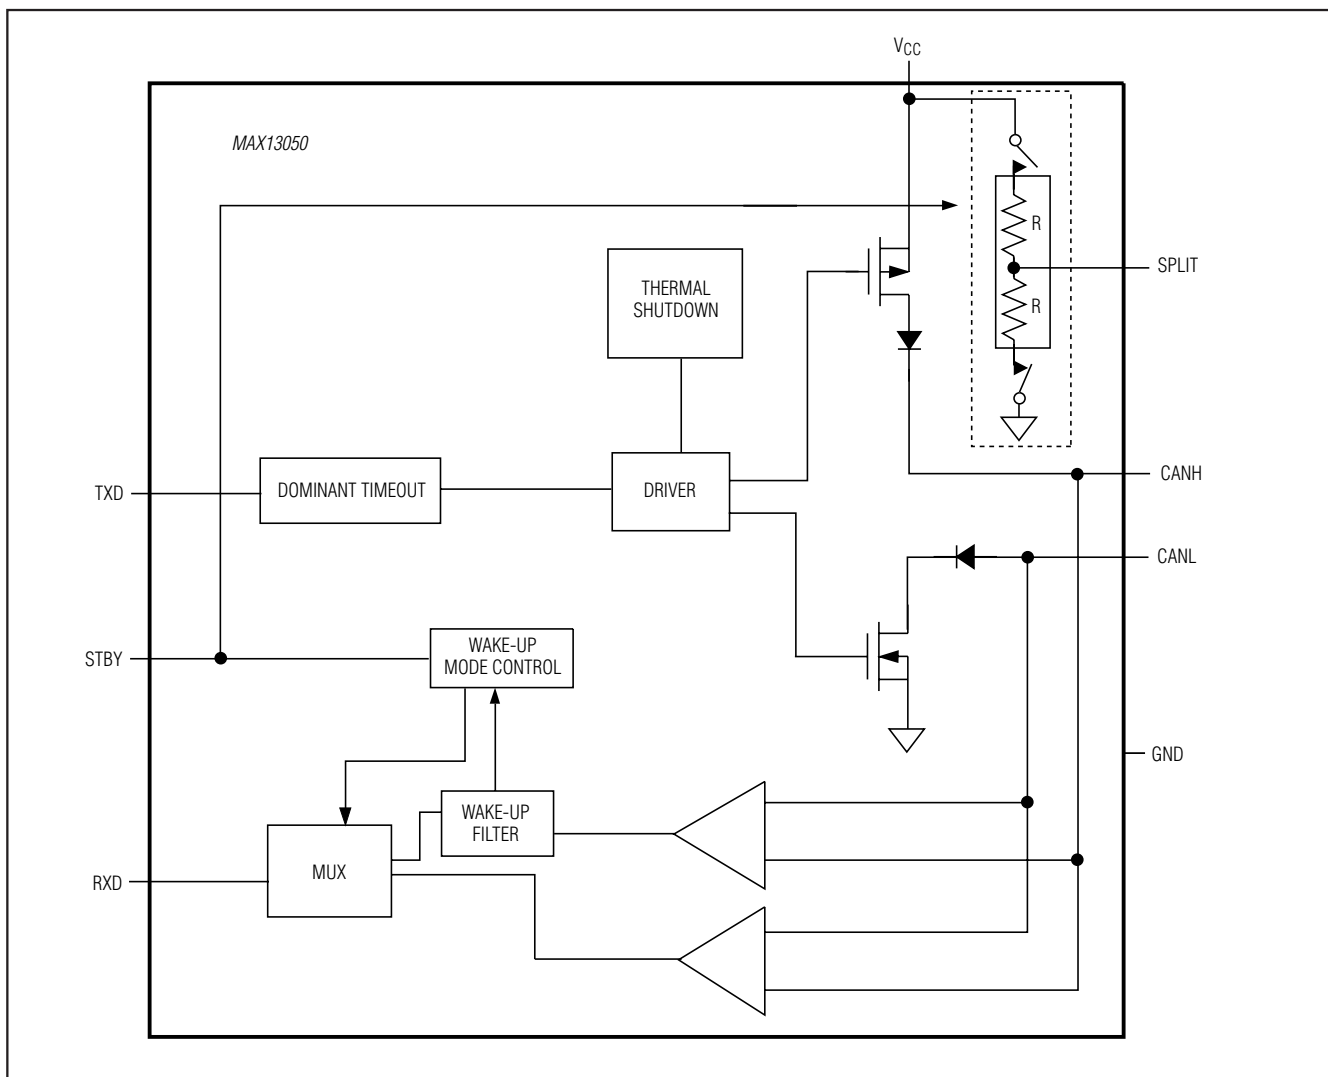 VCC
MAX13050
R
THERMAL
SHUTDOWN
SPLIT
R
CANH
TXD
DOMINANT TIMEOUT
DRIVER
CANL
STBY
WAKE-UP
MODE CONTROL
GND
WAKE-UP
FILTER
MUX
RXD